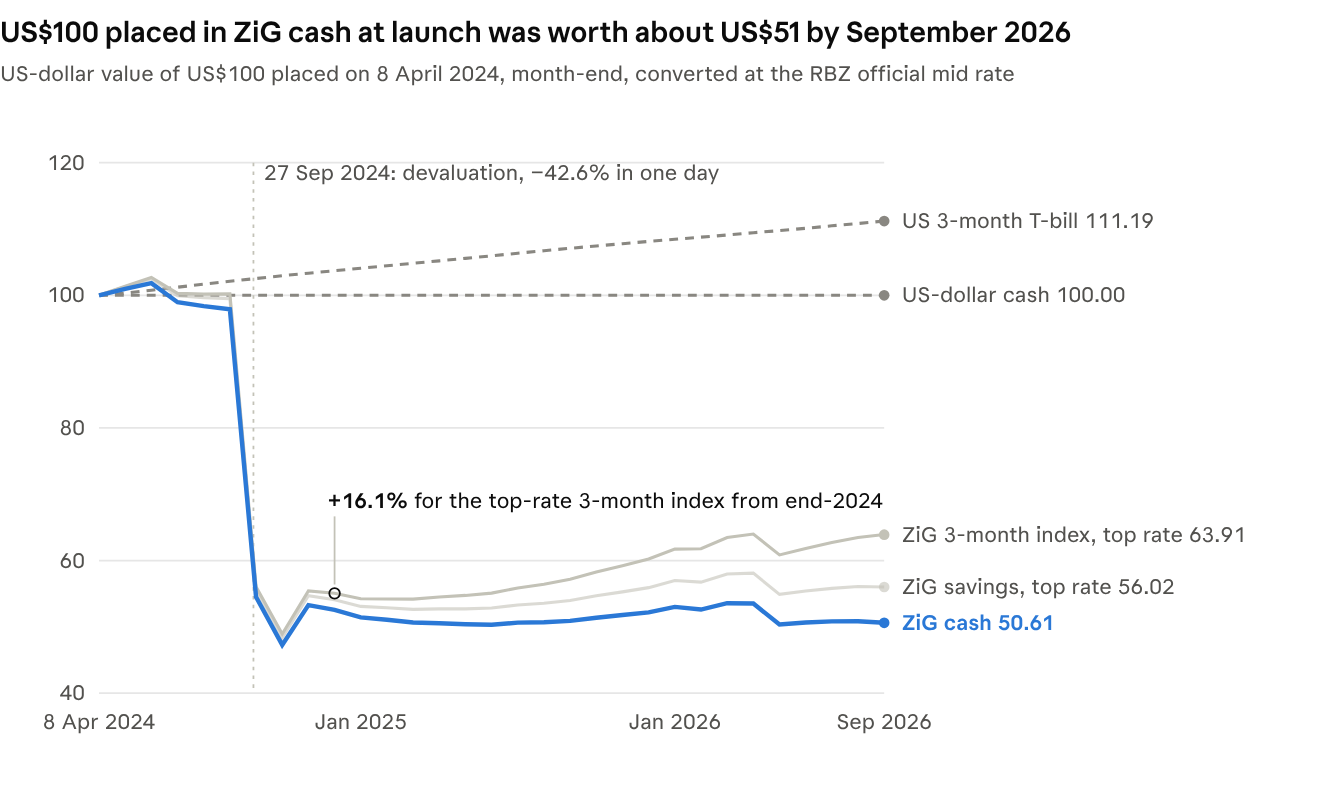 US$100 placed in ZiG cash at launch was worth about US$51 by September 2026
US-dollar value of US$100 placed on 8 April 2024, month-end, converted at the RBZ official mid rate
120
27 Sep 2024: devaluation, −42.6% in one day
US 3-month T-bill 111.19
100
US-dollar cash 100.00
80
+16.1% for the top-rate 3-month index from end-2024
ZiG 3-month index, top rate 63.91
60
ZiG savings, top rate 56.02
ZiG cash 50.61
40
8 Apr 2024
Jan 2025
Jan 2026
Sep 2026